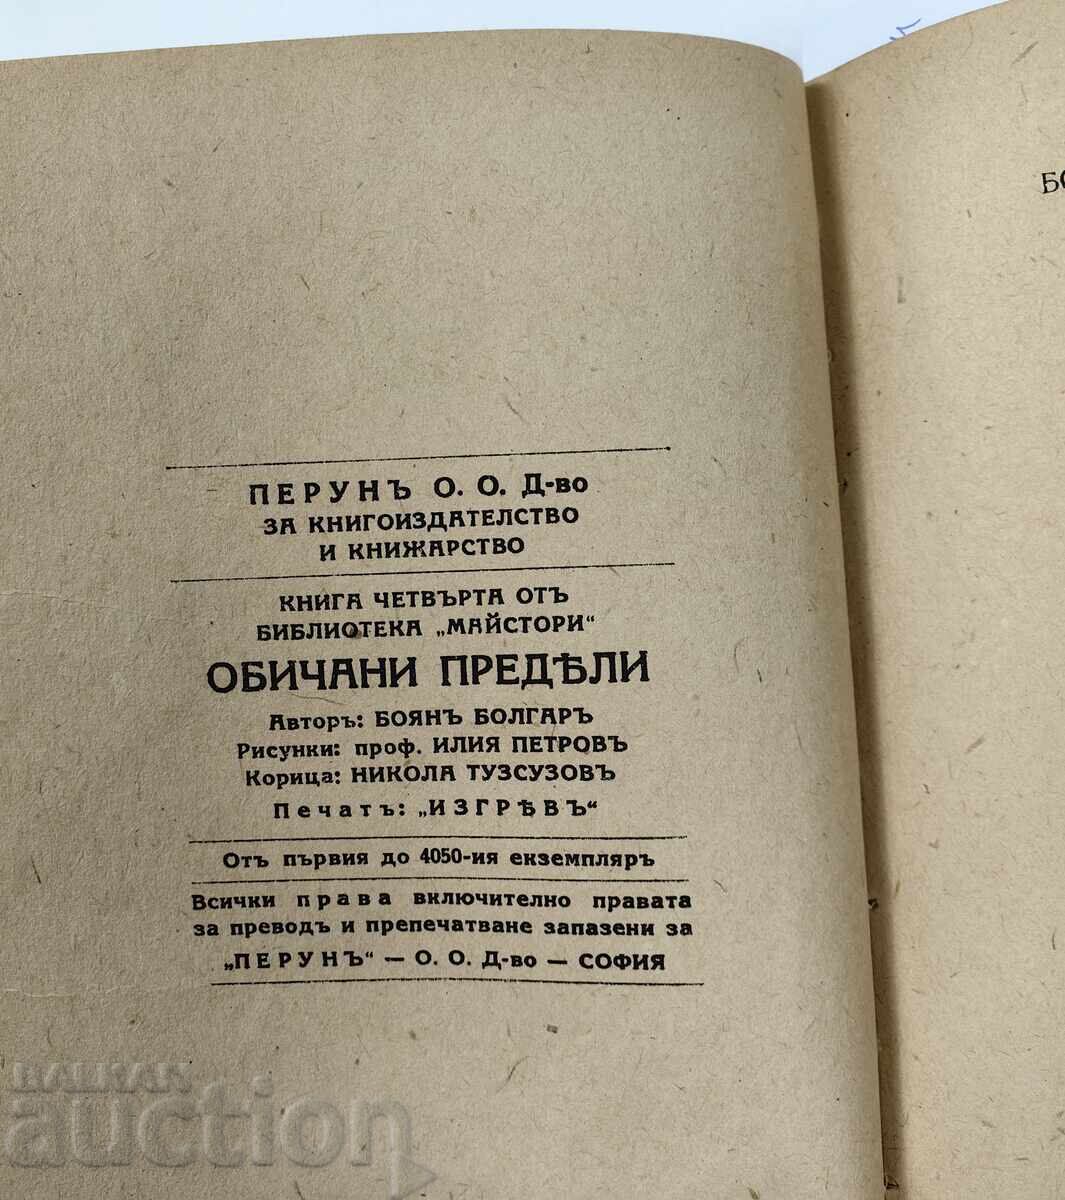 ПЕРУНЪ О. О. Д-во
ЗА КНИГОИЗДАТЕЛСТВО
И КНИЖАРСТВО
КНИГА ЧЕТВЪРТА ОТЪ
БИБЛИОТЕКА „МАЙСТОРИ“
ОБИЧАНИ ПРЕДѢЛИ
Авторъ: БОЯНЪ БОЛГАРЪ
Рисунки: проф. ИЛИЯ ПЕТРОВЪ
Корица: НИКОЛА ТУЗСУЗОВЪ
Печатъ: „ИЗГРѢВЪ“
Отъ първия до 4050-ия екземпляръ
Всички права включително правата
за преводъ и препечатване запазени за
„ПЕРУНЪ“ — О. О. Д-во — СОФИЯ
BALKAN
auction